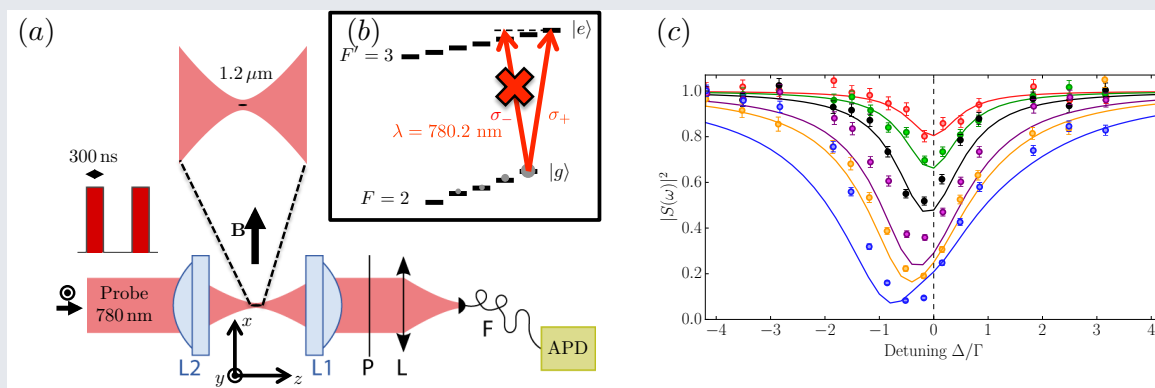 (a)
1.2 μm
300 ns
B
Probe
780 nm
L2
x
y
z
L1
P
L
F
APD
(b)
|e⟩
F′ = 3
σ−
σ+
λ = 780.2 nm
|g⟩
F = 2
(c)
1.0
0.8
0.6
0.4
0.2
0.0
|S(ω)|²
−4 −3 −2 −1 0 1 2 3 4
Detuning Δ/Γ